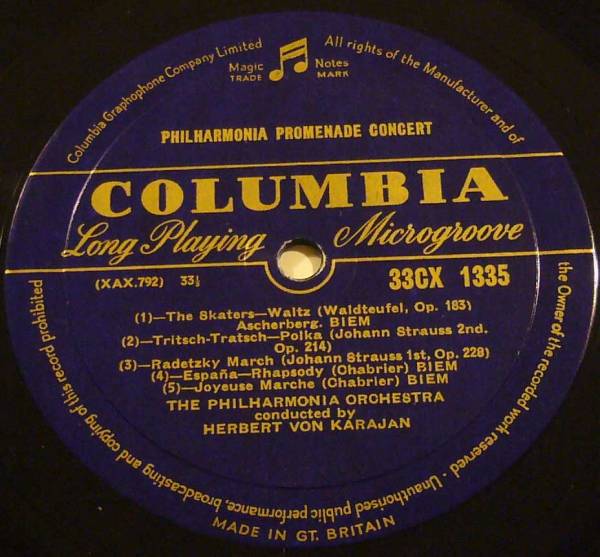 Columbia Graphophone Company Limited
Magic Notes
TRADE MARK
All rights of the Manufacturer and of
the Owner of the recorded work reserved · Unauthorised public performance, broadcasting and copying of this record prohibited
PHILHARMONIA PROMENADE CONCERT
COLUMBIA
Long Playing Microgroove
(XAX.792) 33⅓ 33CX 1335
(1)—The Skaters—Waltz (Waldteufel, Op. 183)
Ascherberg. BIEM
(2)—Tritsch-Tratsch—Polka (Johann Strauss 2nd.
Op. 214)
(3)—Radetzky March (Johann Strauss 1st, Op. 228)
(4)—España—Rhapsody (Chabrier) BIEM
(5)—Joyeuse Marche (Chabrier) BIEM
THE PHILHARMONIA ORCHESTRA
conducted by
HERBERT VON KARAJAN
MADE IN GT. BRITAIN